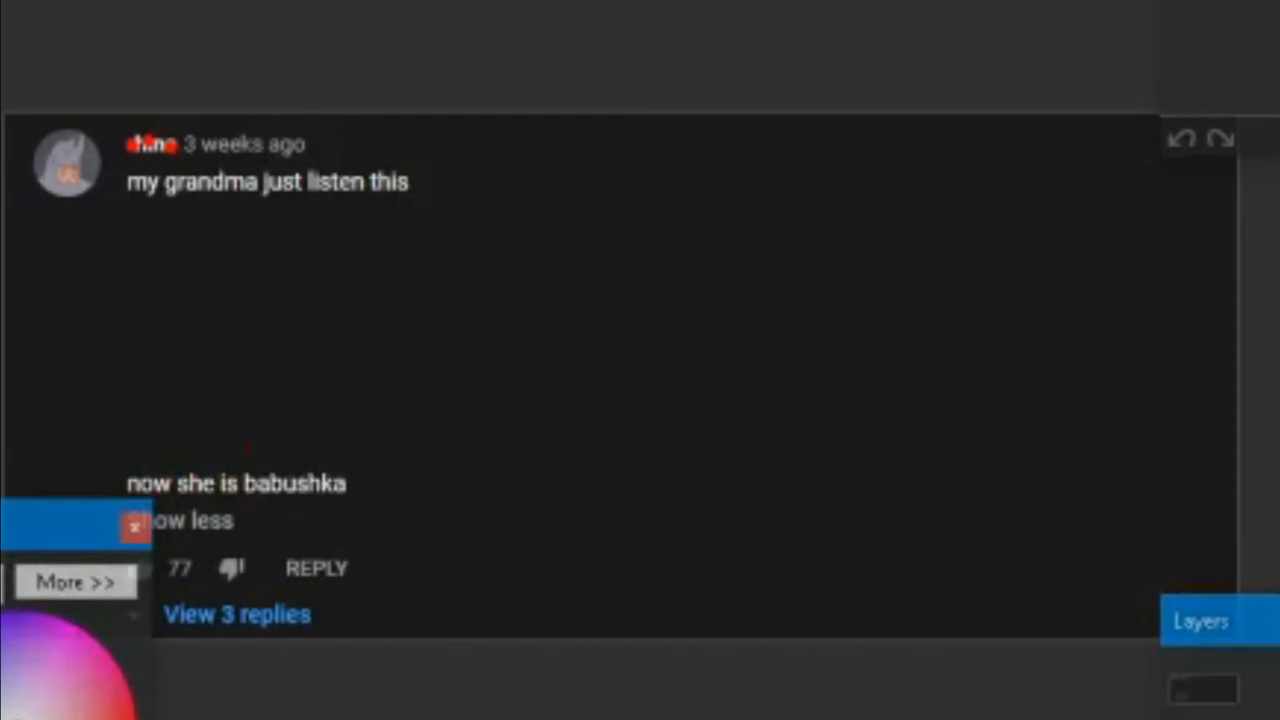 3 weeks ago
my grandma just listen this
now she is babushka
Show less
77 REPLY
More >>
View 3 replies
Layers